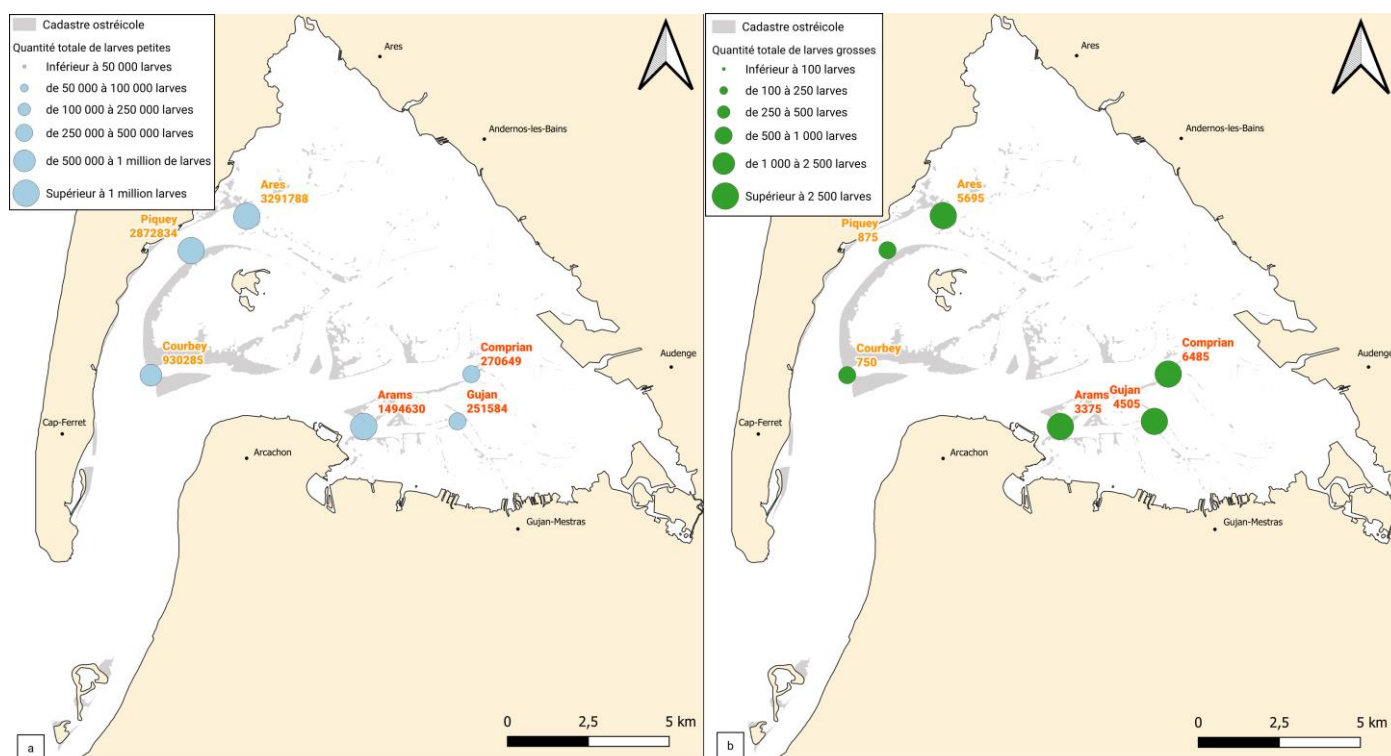 Cadastre ostréicole
Quantité totale de larves petites
Inférieur à 50 000 larves
de 50 000 à 100 000 larves
de 100 000 à 250 000 larves
de 250 000 à 500 000 larves
de 500 000 à 1 million de larves
Supérieur à 1 million larves
Ares
Andernos-les-Bains
Ares
3291788
Piquey
2872834
Courbey
930285
Comprian
270649
Audenge
Arams
1494630
Gujan
251584
Cap-Ferret
Arcachon
Gujan-Mestras
0 2,5 5 km
a
Cadastre ostréicole
Quantité totale de larves grosses
Inférieur à 100 larves
de 100 à 250 larves
de 250 à 500 larves
de 500 à 1 000 larves
de 1 000 à 2 500 larves
Supérieur à 2 500 larves
Ares
Andernos-les-Bains
Ares
5695
Piquey
875
Courbey
750
Comprian
6485
Audenge
Arams
3375
Gujan
4505
Cap-Ferret
Arcachon
Gujan-Mestras
0 2,5 5 km
b